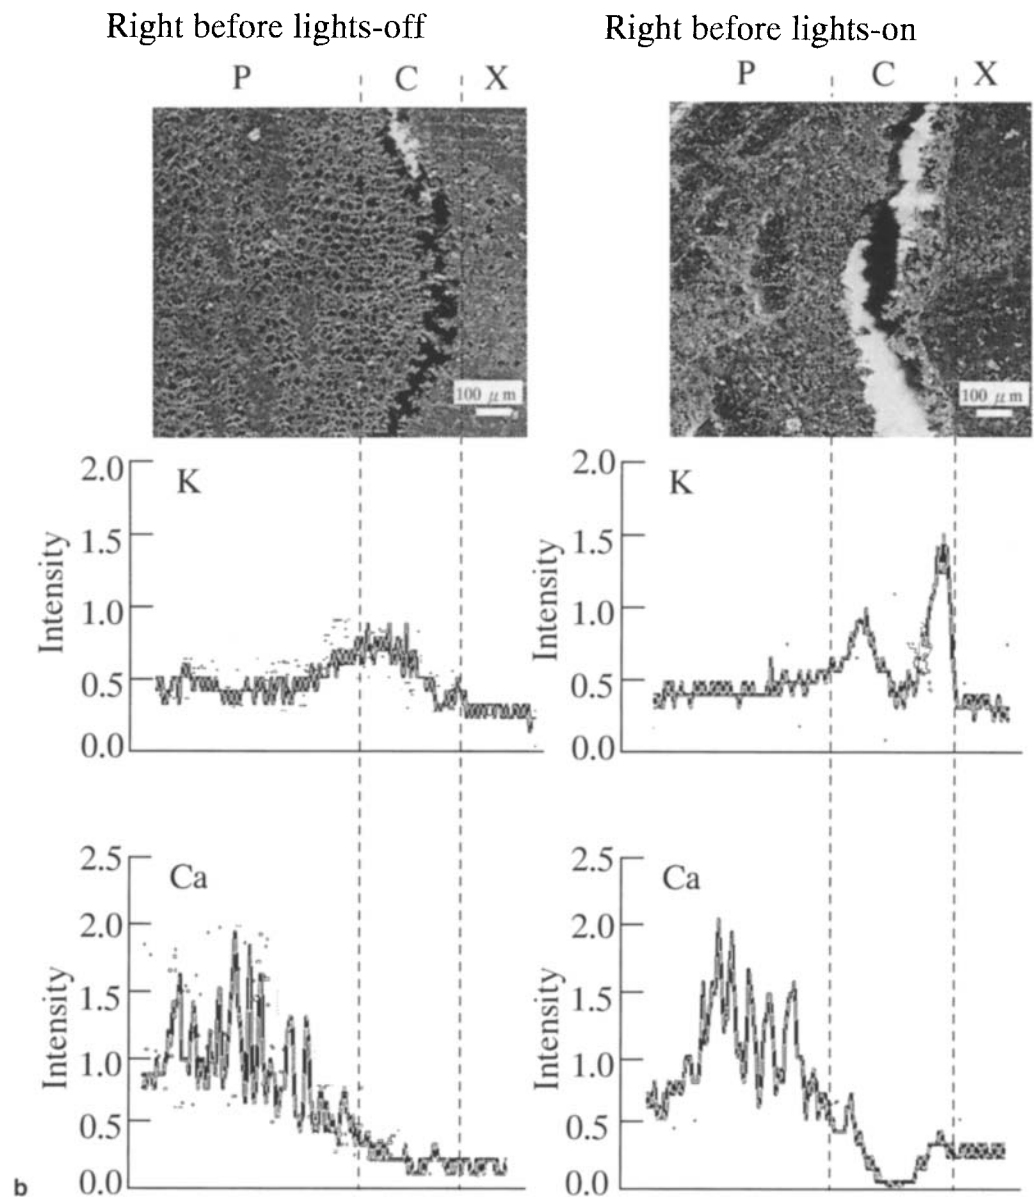 Right before lights-off Right before lights-on
P C X P C X
100 μm 100 μm
K K
Intensity Intensity
2.0 2.0
1.5 1.5
1.0 1.0
0.5 0.5
0.0 0.0
Ca Ca
Intensity Intensity
2.5 2.5
2.0 2.0
1.5 1.5
1.0 1.0
0.5 0.5
0.0 0.0
b